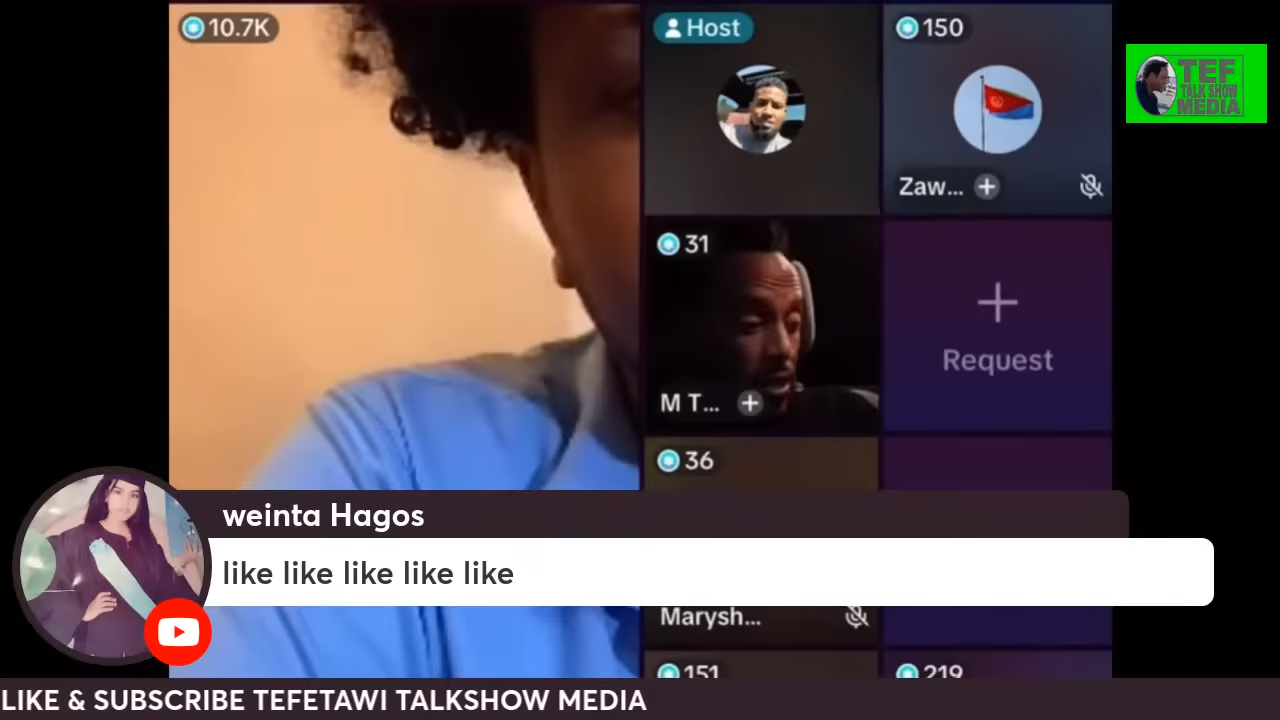 10.7K
Host
150
TEF
TALK SHOW
MEDIA
Zaw...
31
Request
M T...
36
weinta Hagos
like like like like like
Marysh...
151
219
LIKE & SUBSCRIBE TEFETAWI TALKSHOW MEDIA